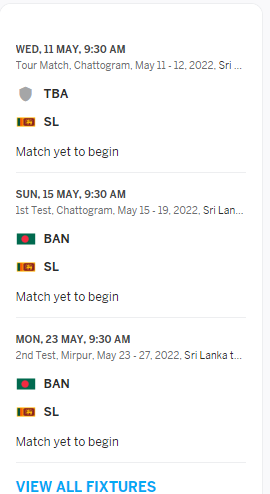 WED, 11 MAY, 9:30 AM
Tour Match, Chattogram, May 11 - 12, 2022, Sri ...
TBA
SL
Match yet to begin
SUN, 15 MAY, 9:30 AM
1st Test, Chattogram, May 15 - 19, 2022, Sri Lan...
BAN
SL
Match yet to begin
MON, 23 MAY, 9:30 AM
2nd Test, Mirpur, May 23 - 27, 2022, Sri Lanka t...
BAN
SL
Match yet to begin
VIEW ALL FIXTURES